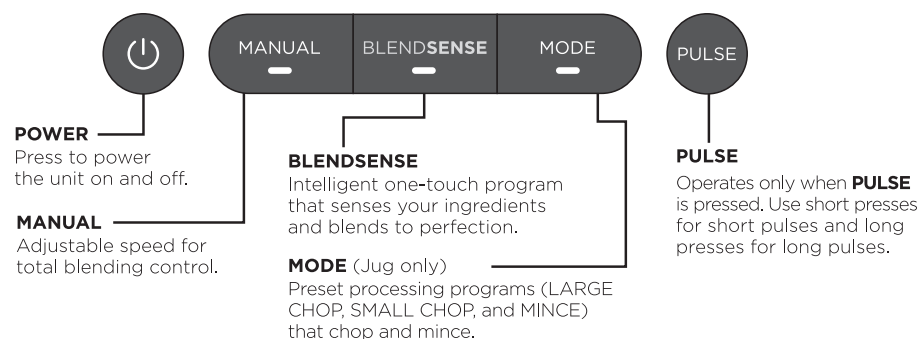 MANUAL
BLENDSENSE
MODE
PULSE
POWER
Press to power
the unit on and off.
MANUAL
Adjustable speed for
total blending control.
BLENDSENSE
Intelligent one-touch program
that senses your ingredients
and blends to perfection.
MODE (Jug only)
Preset processing programs (LARGE
CHOP, SMALL CHOP, and MINCE)
that chop and mince.
PULSE
Operates only when PULSE
is pressed. Use short presses
for short pulses and long
presses for long pulses.